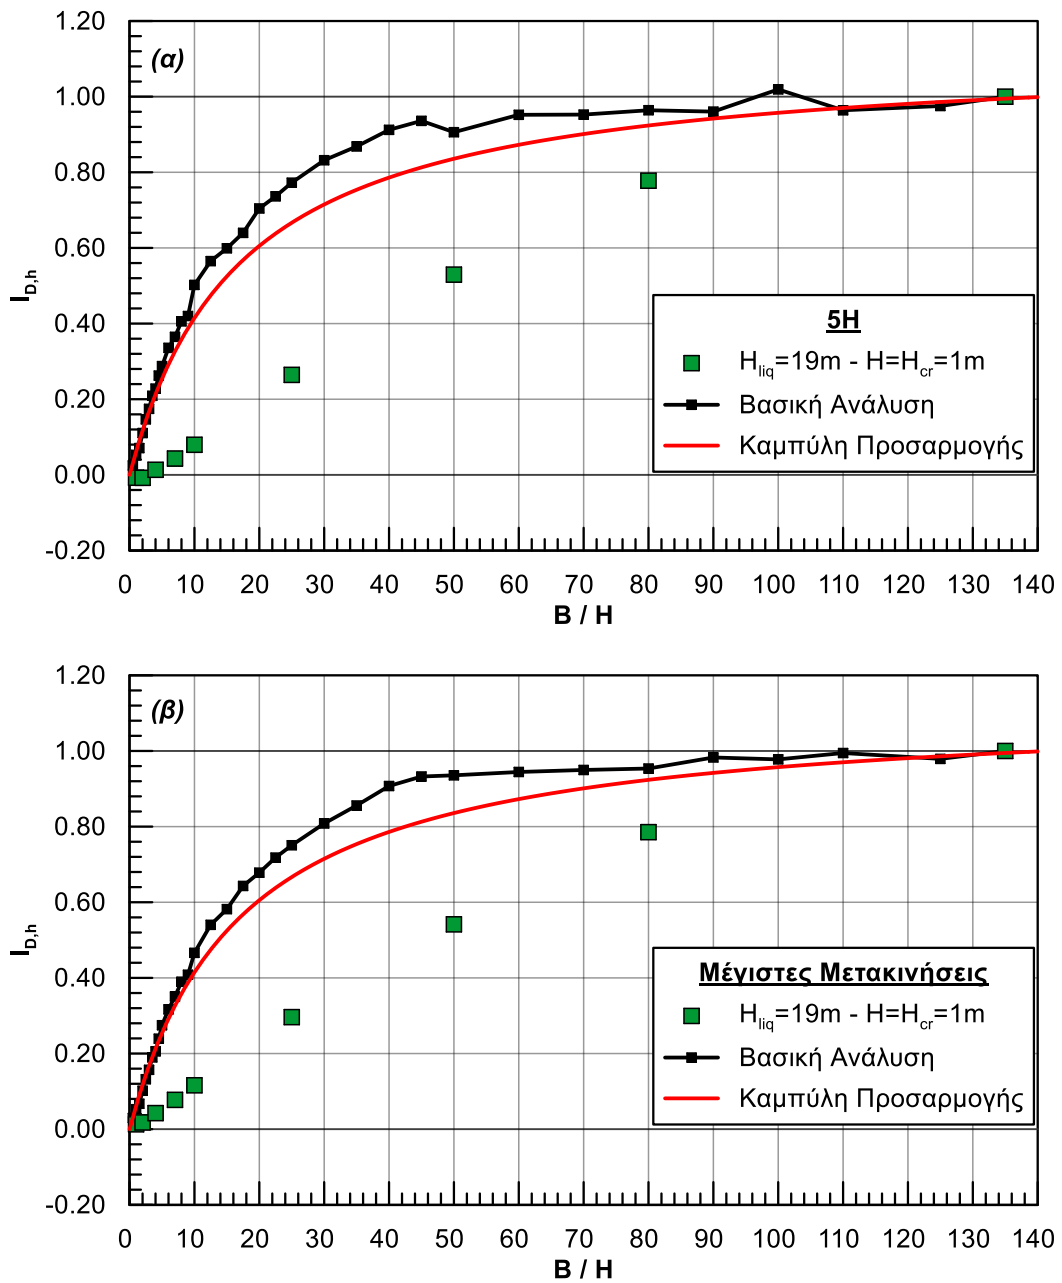 1.20
(α)
1.00
0.80
0.60
I_D,h
0.40
0.20
0.00
-0.20
5H
H_liq=19m - H=H_cr=1m
Βασική Ανάλυση
Καμπύλη Προσαρμογής
0 10 20 30 40 50 60 70 80 90 100 110 120 130 140
B / H
1.20
(β)
1.00
0.80
0.60
I_D,h
0.40
0.20
0.00
-0.20
Μέγιστες Μετακινήσεις
H_liq=19m - H=H_cr=1m
Βασική Ανάλυση
Καμπύλη Προσαρμογής
0 10 20 30 40 50 60 70 80 90 100 110 120 130 140
B / H